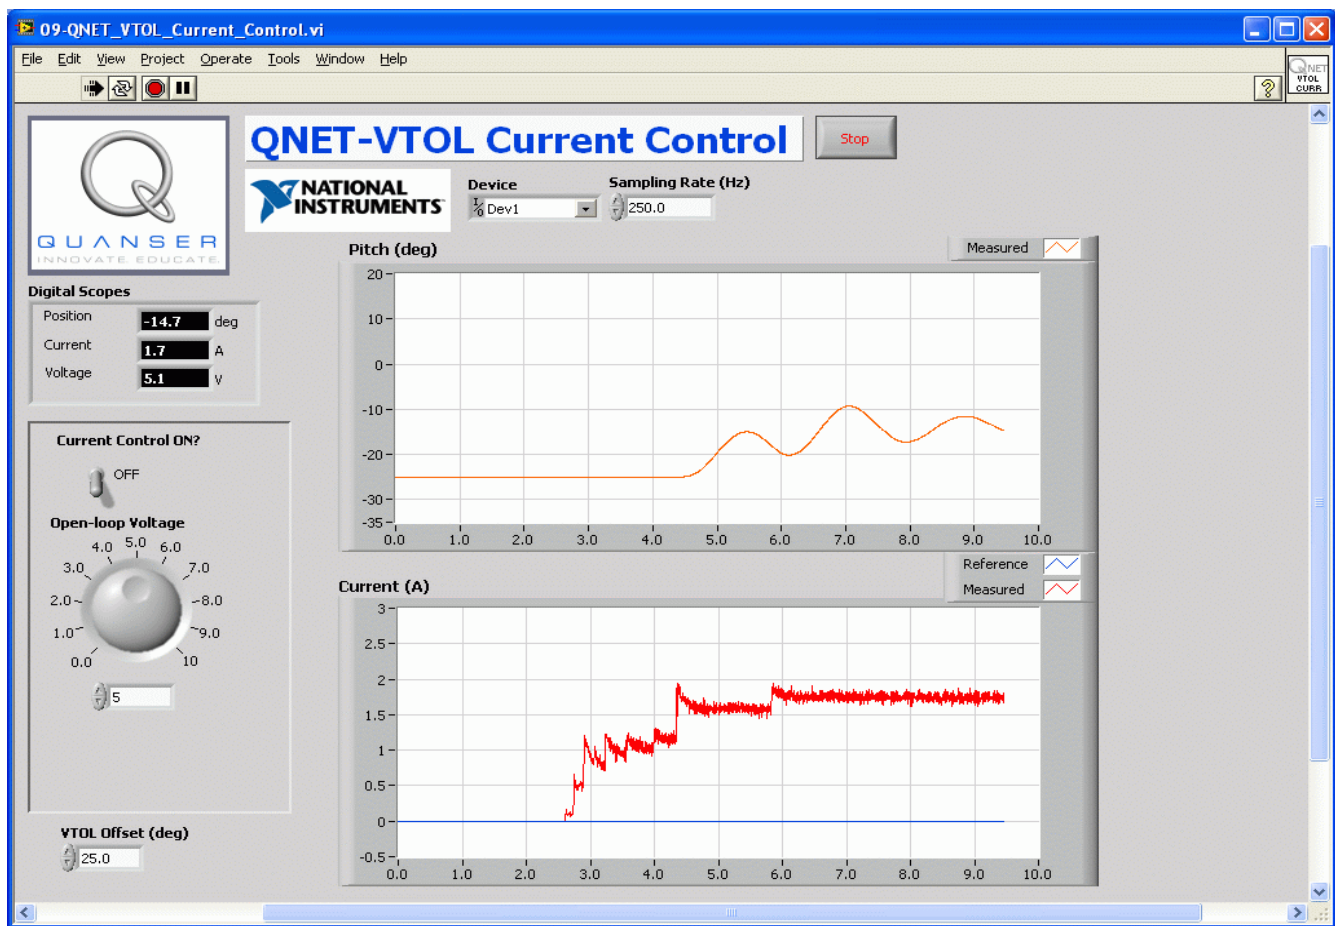 09-QNET_VTOL_Current_Control.vi
File Edit View Project Operate Tools Window Help
QNET
VTOL
CURR
?
QUANSER
INNOVATE. EDUCATE.
QNET-VTOL Current Control
Stop
NATIONAL
INSTRUMENTS
Device
I/O Dev1
Sampling Rate (Hz)
250.0
Digital Scopes
Position -14.7 deg
Current 1.7 A
Voltage 5.1 V
Current Control ON?
OFF
Open-loop Voltage
0.0 1.0 2.0 3.0 4.0 5.0 6.0 7.0 8.0 9.0 10
5
VTOL Offset (deg)
25.0
Pitch (deg)
Measured
20
10
0
-10
-20
-30
-35
0.0 1.0 2.0 3.0 4.0 5.0 6.0 7.0 8.0 9.0 10.0
Current (A)
Reference
Measured
3
2.5
2
1.5
1
0.5
0
-0.5
0.0 1.0 2.0 3.0 4.0 5.0 6.0 7.0 8.0 9.0 10.0